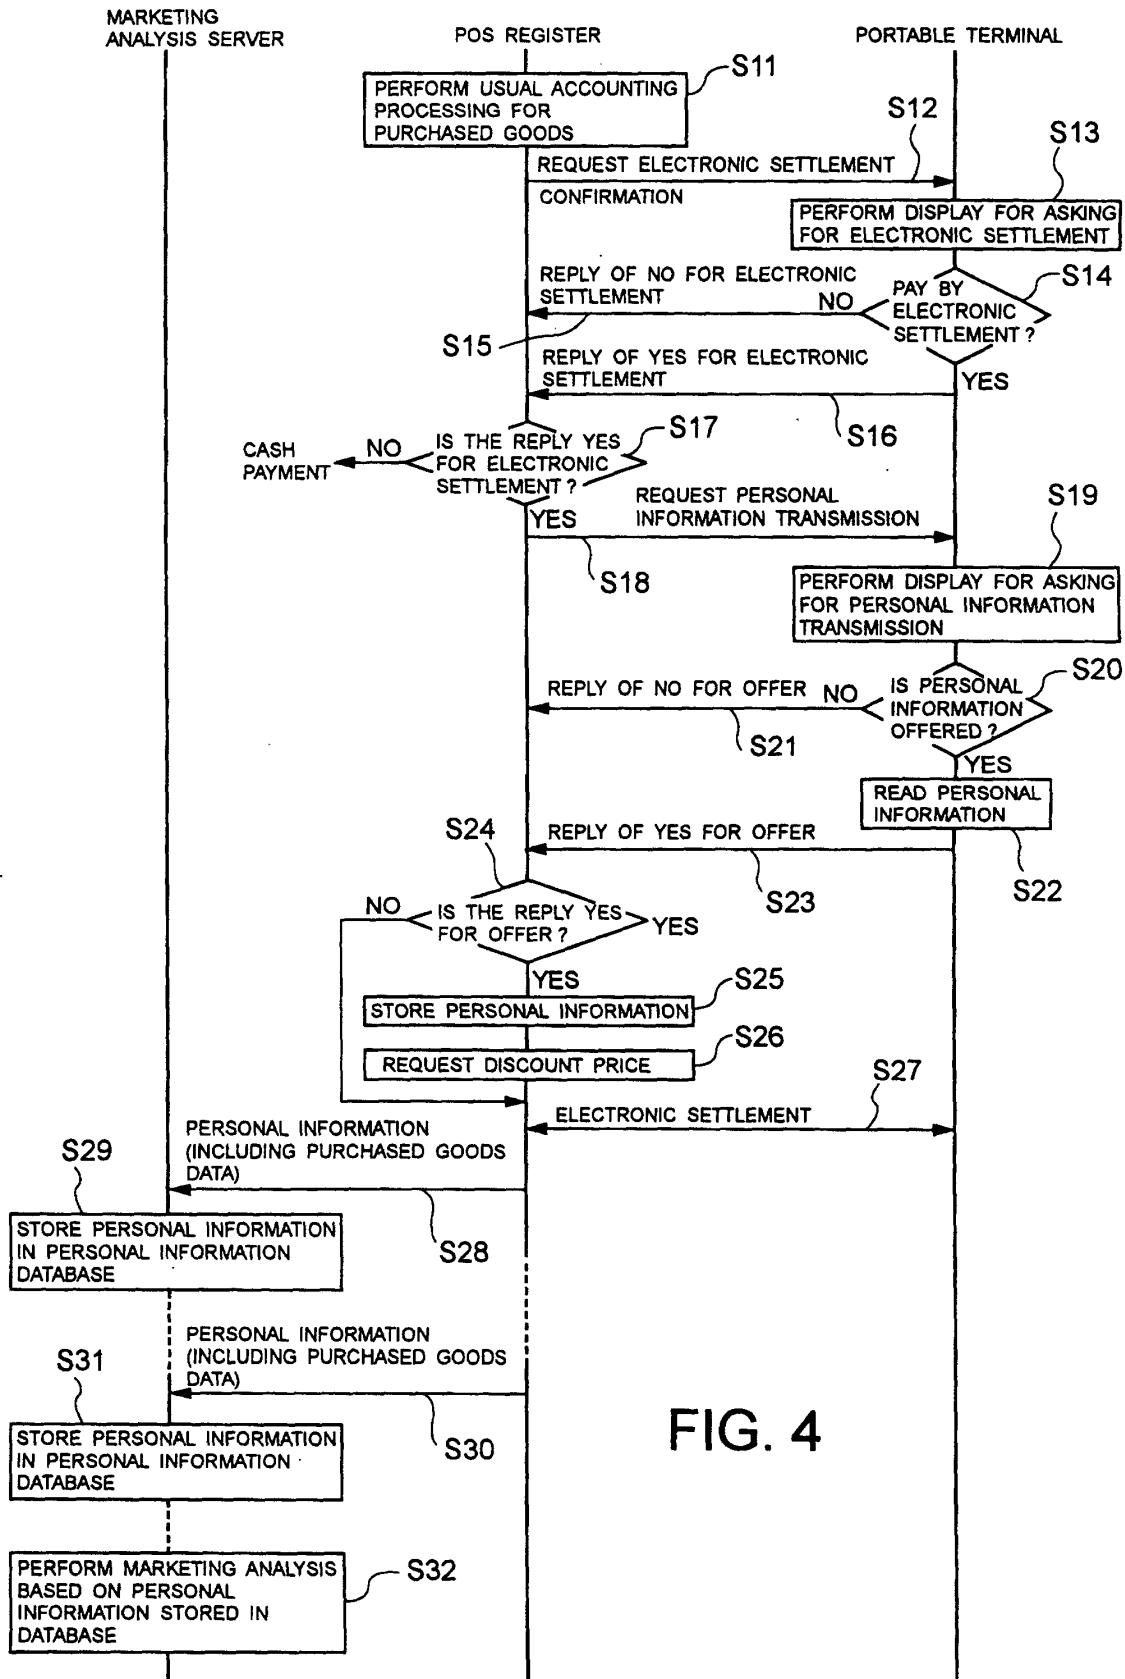 MARKETING
ANALYSIS SERVER
POS REGISTER
PORTABLE TERMINAL
S11
PERFORM USUAL ACCOUNTING
PROCESSING FOR
PURCHASED GOODS
S12
REQUEST ELECTRONIC SETTLEMENT
CONFIRMATION
S13
PERFORM DISPLAY FOR ASKING
FOR ELECTRONIC SETTLEMENT
S14
PAY BY
ELECTRONIC
SETTLEMENT ?
NO
REPLY OF NO FOR ELECTRONIC
SETTLEMENT
S15
YES
REPLY OF YES FOR ELECTRONIC
SETTLEMENT
S16
S17
IS THE REPLY YES
FOR ELECTRONIC
SETTLEMENT ?
NO
CASH
PAYMENT
YES
REQUEST PERSONAL
INFORMATION TRANSMISSION
S18
S19
PERFORM DISPLAY FOR ASKING
FOR PERSONAL INFORMATION
TRANSMISSION
S20
IS PERSONAL
INFORMATION
OFFERED ?
NO
REPLY OF NO FOR OFFER
S21
YES
READ PERSONAL
INFORMATION
S22
REPLY OF YES FOR OFFER
S23
S24
NO
IS THE REPLY YES
FOR OFFER ?
YES
YES
S25
STORE PERSONAL INFORMATION
S26
REQUEST DISCOUNT PRICE
S27
ELECTRONIC SETTLEMENT
PERSONAL INFORMATION
(INCLUDING PURCHASED GOODS
DATA)
S28
S29
STORE PERSONAL INFORMATION
IN PERSONAL INFORMATION
DATABASE
PERSONAL INFORMATION
(INCLUDING PURCHASED GOODS
DATA)
S30
S31
STORE PERSONAL INFORMATION
IN PERSONAL INFORMATION
DATABASE
S32
PERFORM MARKETING ANALYSIS
BASED ON PERSONAL
INFORMATION STORED IN
DATABASE
FIG. 4